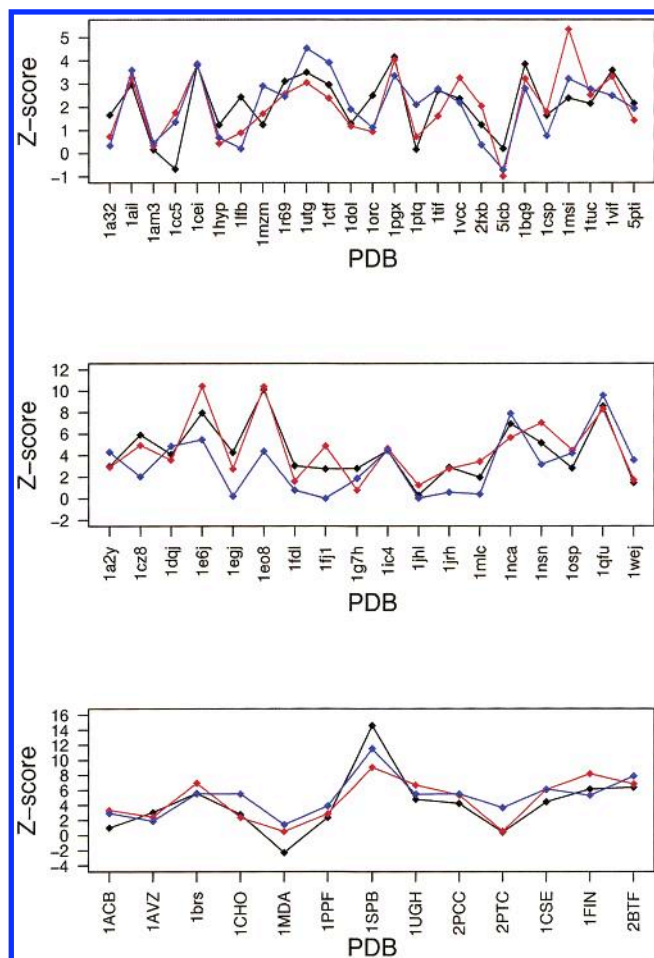 5
4
3
2
1
0
-1
Z-score
1a32 1ail 1am3 1cc5 1cei 1hyp 1lfb 1mzm 1r69 1utg 1ctf 1dol 1orc 1pgx 1ptq 1tif 1vcc 2fxb 5icb 1bq9 1csp 1msi 1tuc 1vif 5pti
PDB
12
10
8
6
4
2
0
-2
Z-score
1a2y 1cz8 1dqj 1e6j 1egj 1eo8 1fdl 1fj1 1g7h 1ic4 1jhl 1jrh 1mlc 1nca 1nsn 1osp 1qfu 1wej
PDB
16
14
12
10
8
6
4
2
0
-2
-4
Z-score
1ACB 1AVZ 1brs 1CHO 1MDA 1PPF 1SPB 1UGH 2PCC 2PTC 1CSE 1FIN 2BTF
PDB